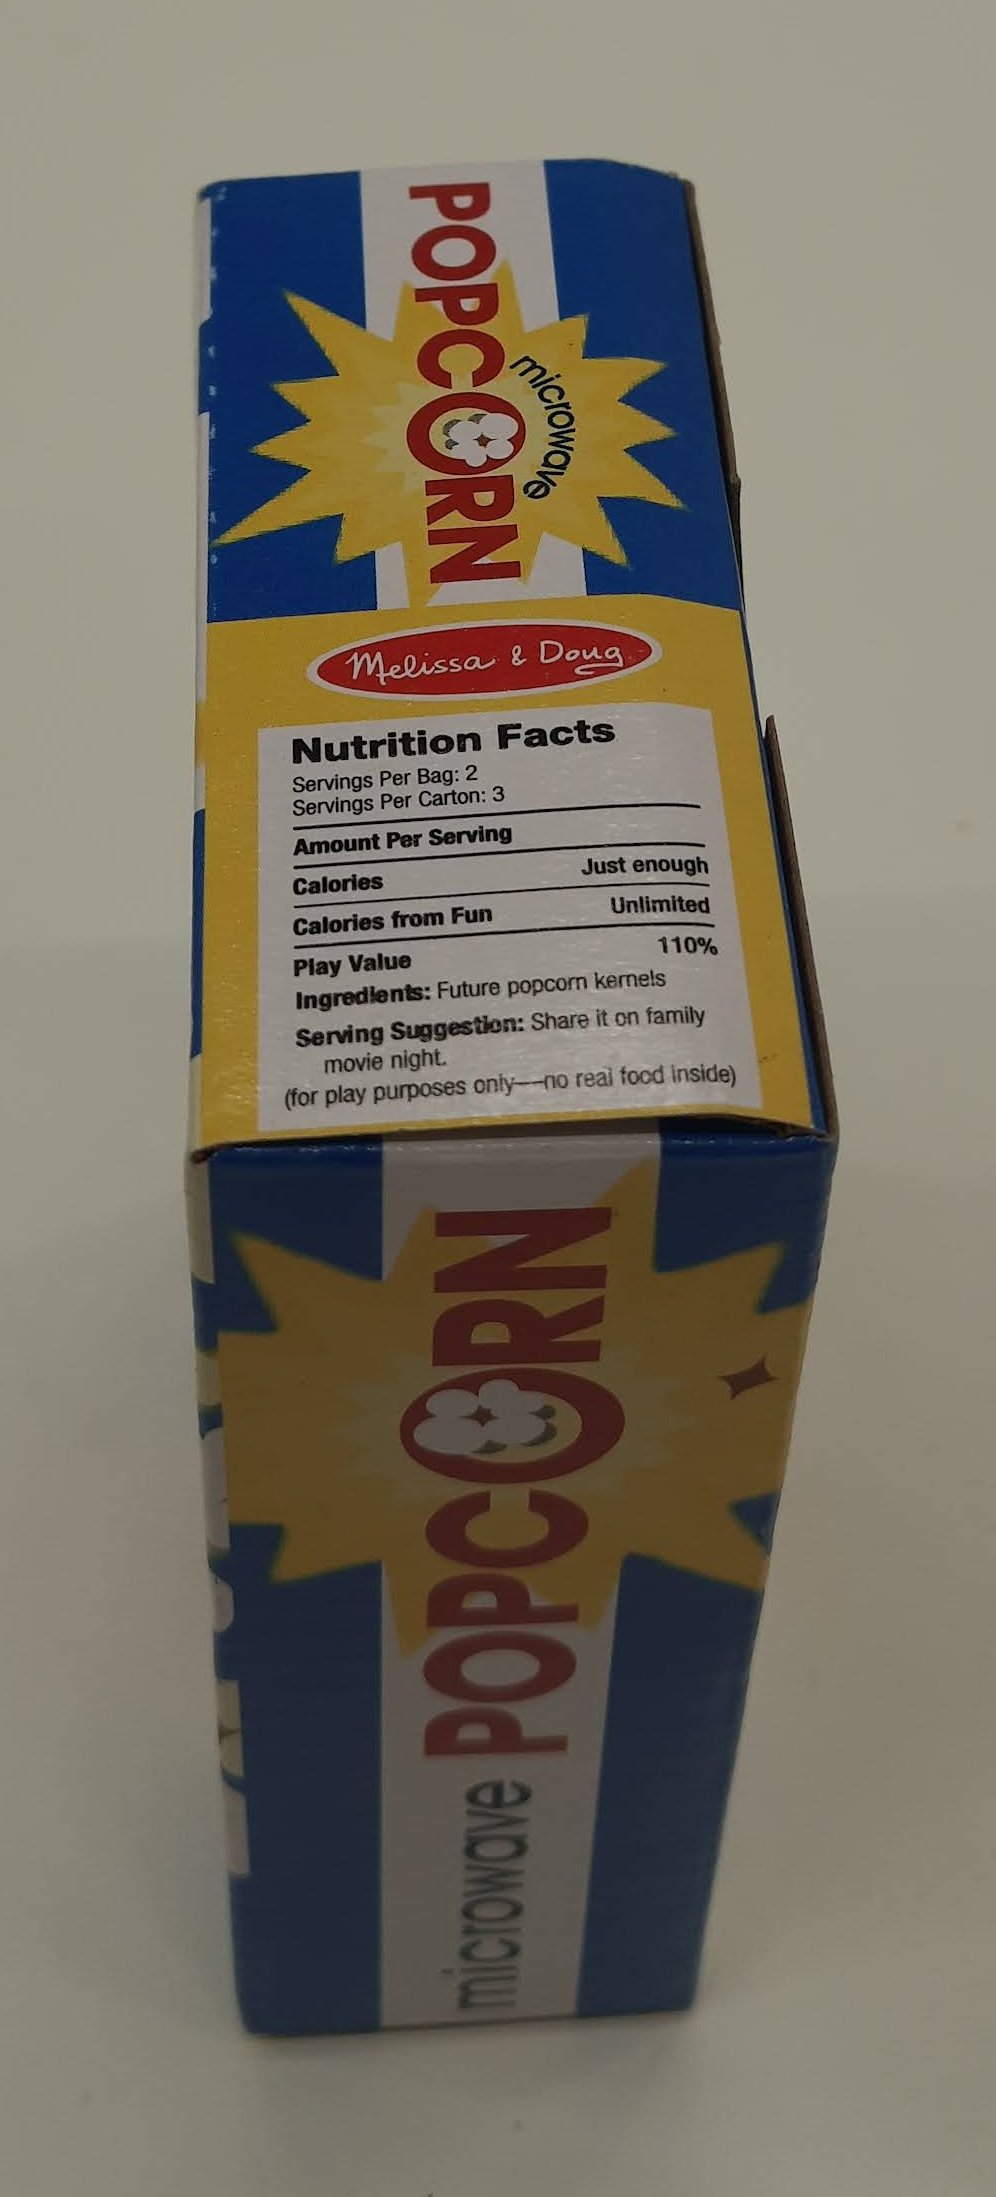 POPCORN
microwave
Melissa & Doug
Nutrition Facts
Servings Per Bag: 2
Servings Per Carton: 3
Amount Per Serving
Calories Just enough
Calories from Fun Unlimited
Play Value 110%
Ingredients: Future popcorn kernels
Serving Suggestion: Share it on family
movie night.
(for play purposes only—no real food inside)
microwave POPCORN